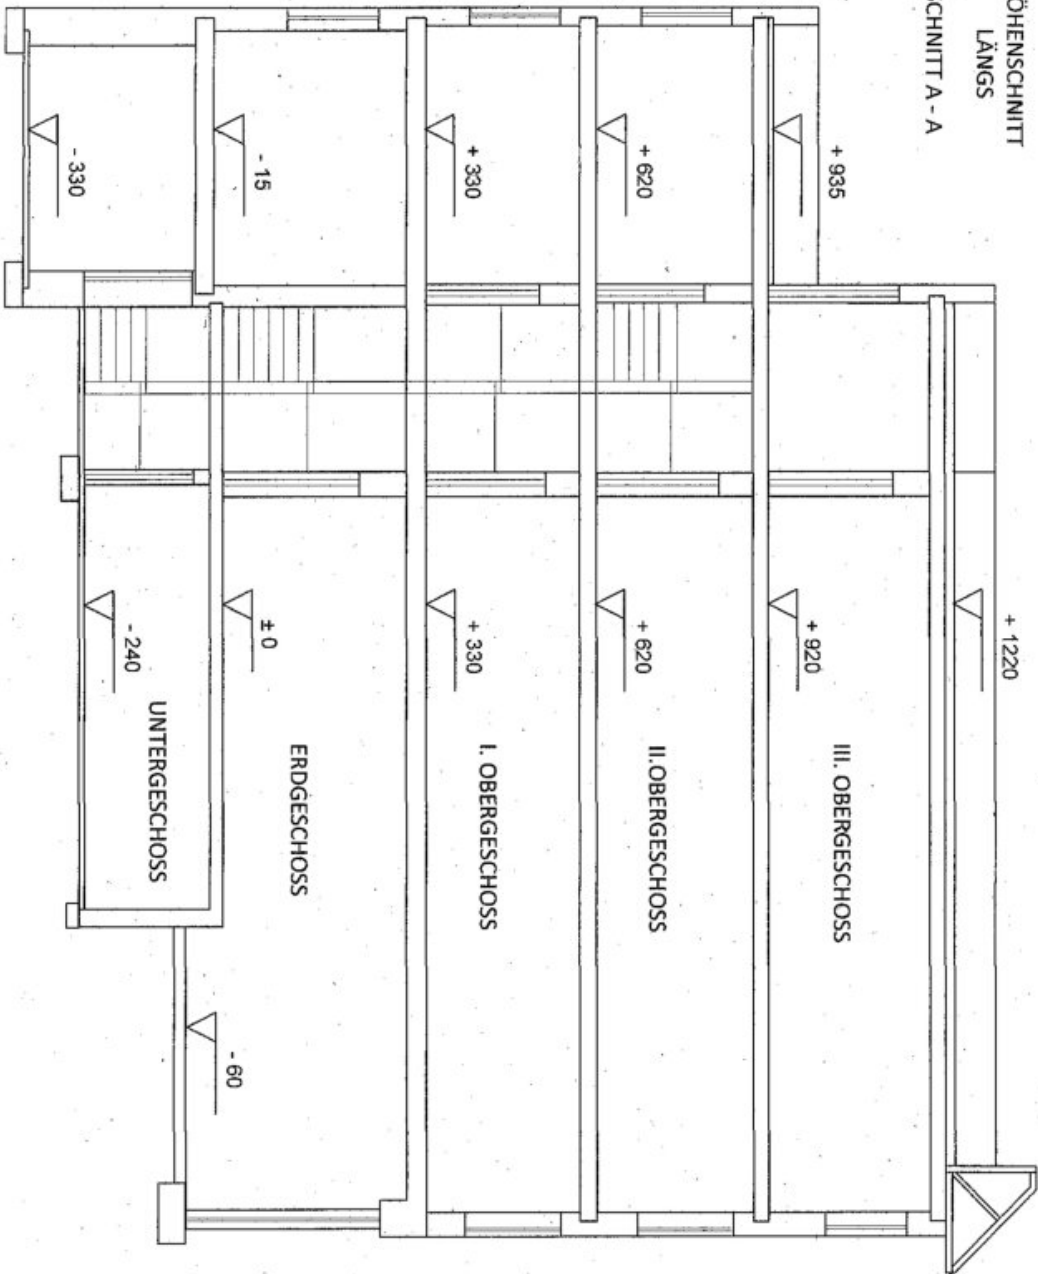 ÖHENSCHNITT
LÄNGS
CHNITT A - A
+ 1220
+ 935
+ 920
III. OBERGESCHOSS
+ 620
+ 620
II.OBERGESCHOSS
+ 330
+ 330
I. OBERGESCHOSS
- 15
± 0
ERDGESCHOSS
- 60
- 330
- 240
UNTERGESCHOSS